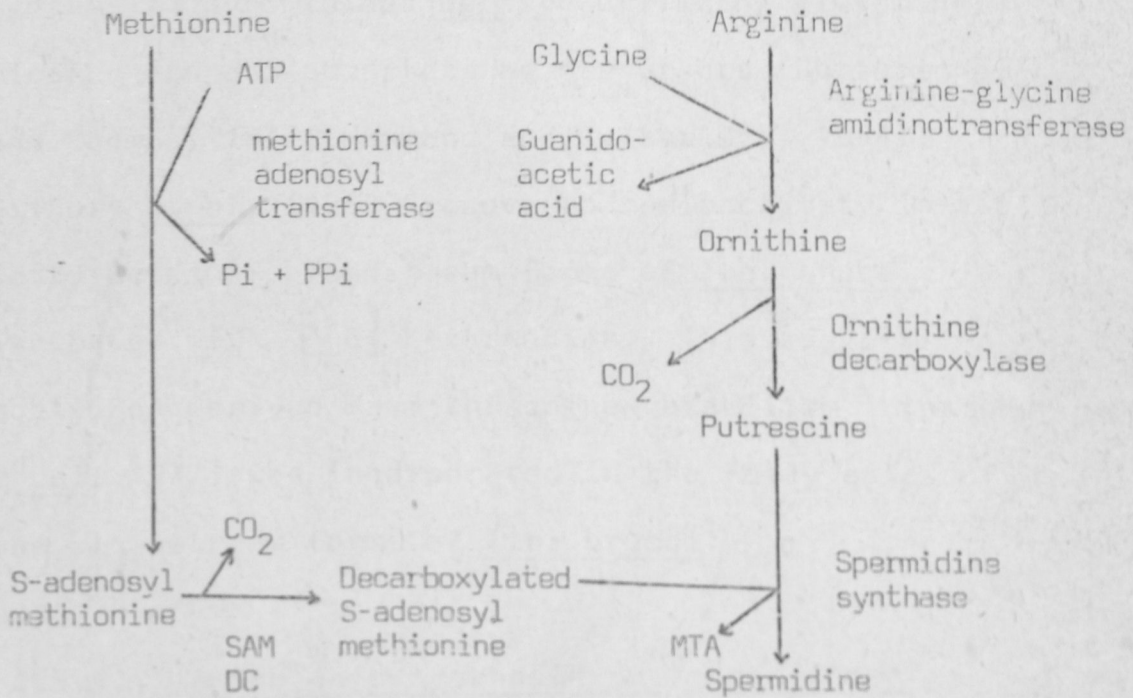 Methionine
ATP
methionine
adenosyl
transferase
Pi + PPi
Arginine
Glycine
Arginine-glycine
amidinotransferase
Guanido-
acetic
acid
Ornithine
Ornithine
decarboxylase
CO2
Putrescine
CO2
S-adenosyl
methionine
SAM
DC
Decarboxylated
S-adenosyl
methionine
Spermidine
synthase
MTA
Spermidine